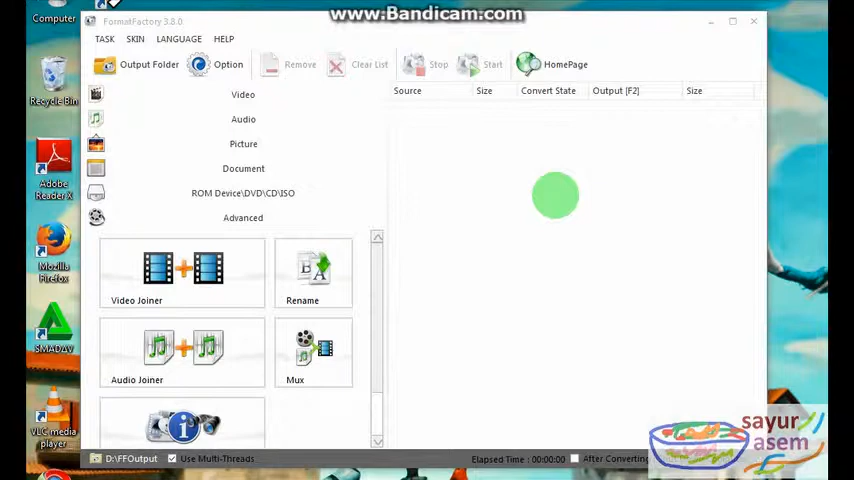 www.Bandicam.com
Computer
FormatFactory 3.8.0
TASK SKIN LANGUAGE HELP
Output Folder Option Remove Clear List Stop Start HomePage
Source Size Convert State Output [F2] Size
Video
Audio
Picture
Document
ROM Device\DVD\CD\ISO
Advanced
Video Joiner
Rename
Audio Joiner
Mux
Recycle Bin
Adobe
Reader X
Mozilla
Firefox
SMADAV
VLC media
player
D:\FFOutput Use Multi-Threads
Elapsed Time : 00:00:00 After Converting
sayur
asem